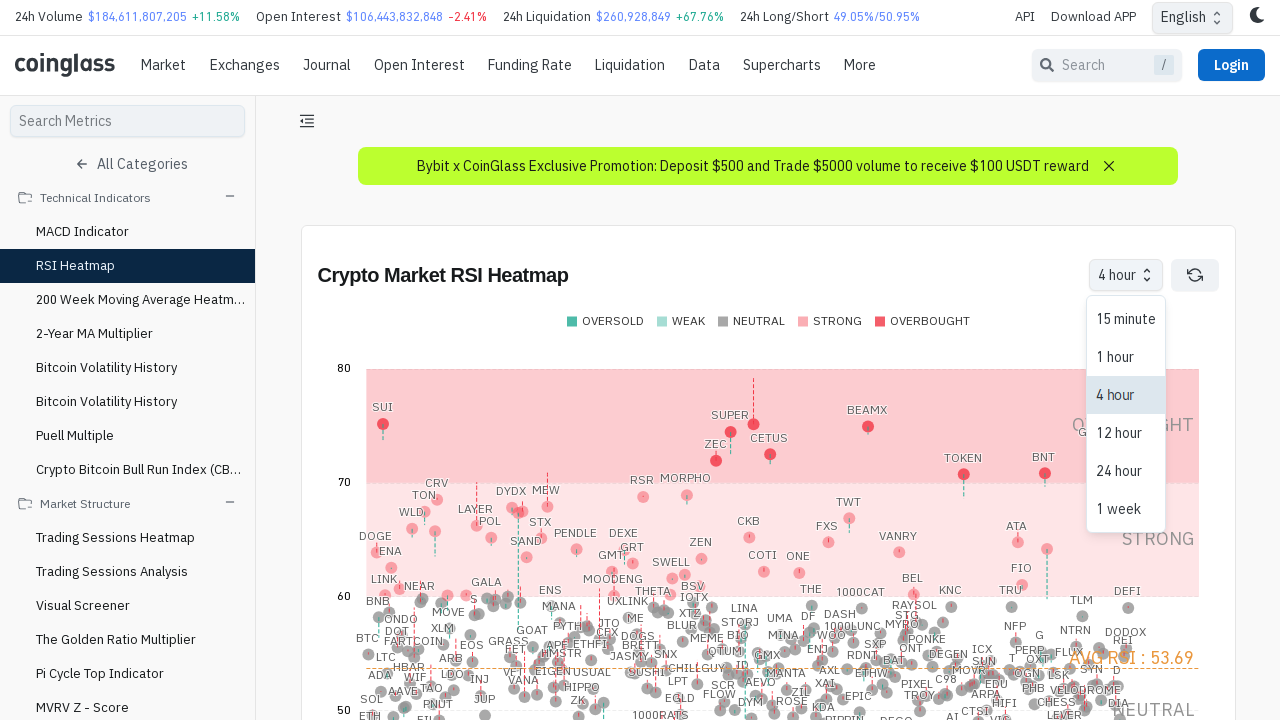 24h Volume $184,611,807,205 +11.58% Open Interest $106,443,832,848 -2.41% 24h Liquidation $260,928,849 +67.76% 24h Long/Short 49.05%/50.95% API Download APP English
coinglass Market Exchanges Journal Open Interest Funding Rate Liquidation Data Supercharts More Search / Login
Search Metrics
All Categories
Technical Indicators
MACD Indicator
RSI Heatmap
200 Week Moving Average Heatm...
2-Year MA Multiplier
Bitcoin Volatility History
Bitcoin Volatility History
Puell Multiple
Crypto Bitcoin Bull Run Index (CB...
Market Structure
Trading Sessions Heatmap
Trading Sessions Analysis
Visual Screener
The Golden Ratio Multiplier
Pi Cycle Top Indicator
MVRV Z - Score
Bybit x CoinGlass Exclusive Promotion: Deposit $500 and Trade $5000 volume to receive $100 USDT reward
Crypto Market RSI Heatmap
4 hour
15 minute
1 hour
4 hour
12 hour
24 hour
1 week
OVERSOLD WEAK NEUTRAL STRONG OVERBOUGHT
80
SUI SUPER BEAMX
ZEC CETUS
TOKEN BNT
70
CRV RSR MORPHO
TON DYDX MEW
WLD LAYER POL STX TWT
DOGE SAND PENDLE DEXE CKB FXS VANRY ATA STRONG
ENA GMT GRT ZEN COTI ONE
LINK NEAR GALA MOODENG SWELL BEL FIO
60
BNB S ENS THETA BSV THE 1000CAT KNC TRU DEFI
MOVE MANA UXLINK IOTX LINA DASH RAYSOL TLM
ONDO XLM GOAT FYTH JTO IME XTZ STORJ UMA DF STG NFP
BTC DOT BLUR 1000LUNC MYRO G NTRN DODOX
FARTCOIN EOS GRASS FET APE ETHFI DOGS BRETT MEME BIO MINA WOO SXP PONKE REI
LTC ARB JASMY SNX QTUM GMX ENJ RDNT BAT ONT DEGEN ICX PERP FLUX
AVG ROI : 53.69
HBAR CHILLGUY ID SUN OXT
ADA WIF LDO INJ VET EIGEN USUAL SUSHI LPT MANTA AXL ETHW MOVR OGN LSK SYN
AAVE TAO VANA HIPPO SCR AEVO XAI PIXEL C98 EDU PHB VELODROME
SOL PNUT JUP ZK EGLD FLOW DYM ZIL ROSE EPIC TROY ARPA HIFI CHESS DIA
50
ETH 1000RATS KDA CTSI LEVER NEUTRAL